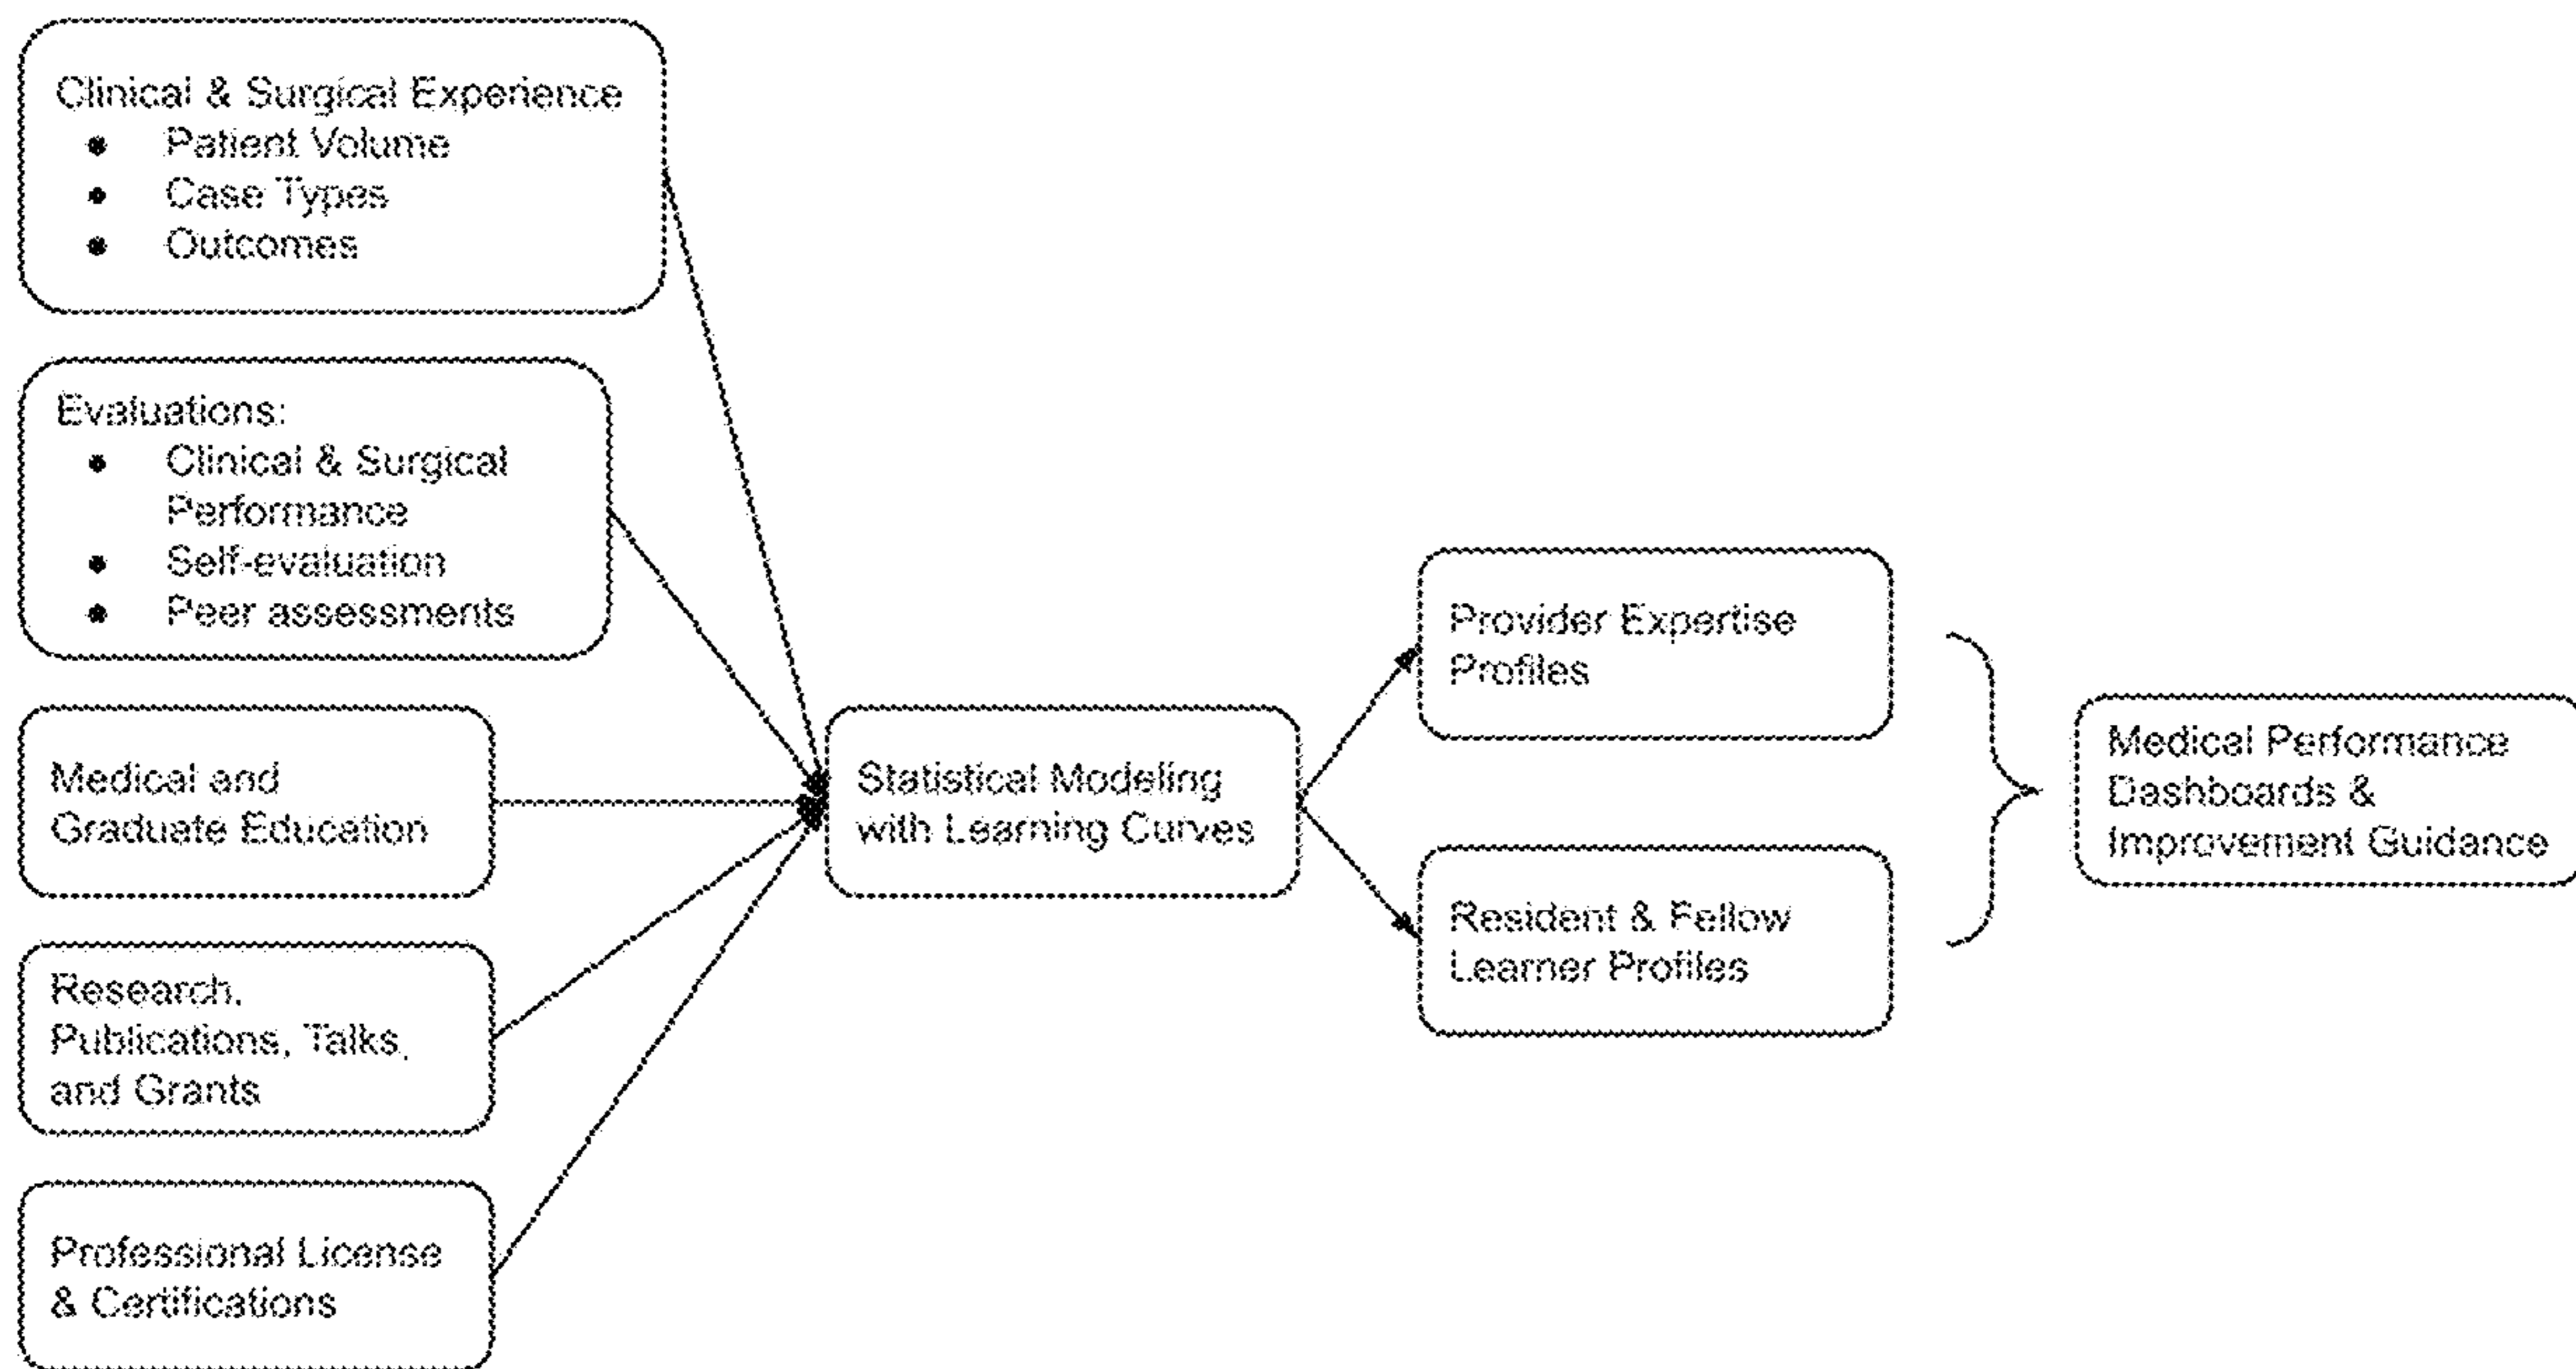 Clinical & Surgical Experience
● Patient Volume
● Case Types
● Outcomes
Evaluations:
● Clinical & Surgical
Performance
● Self-evaluation
● Peer assessments
Medical and
Graduate Education
Research,
Publications, Talks,
and Grants
Professional License
& Certifications
Statistical Modeling
with Learning Curves
Provider Expertise
Profiles
Resident & Fellow
Learner Profiles
Medical Performance
Dashboards &
Improvement Guidance